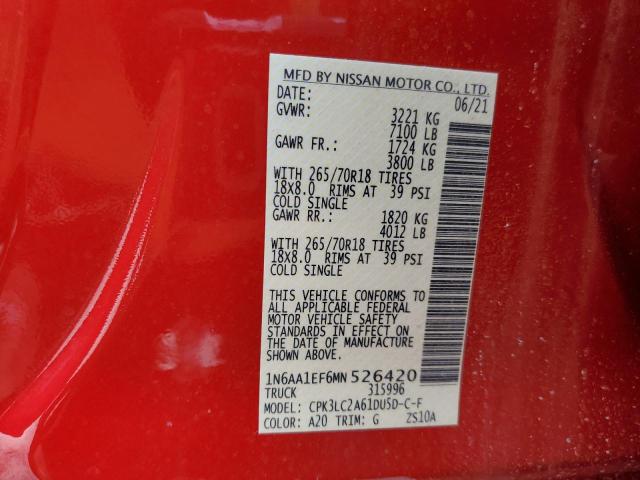 MFD BY NISSAN MOTOR CO., LTD.
DATE: 06/21
GVWR: 3221 KG
7100 LB
GAWR FR.: 1724 KG
3800 LB
WITH 265/70R18 TIRES
18X8.0 RIMS AT 39 PSI
COLD SINGLE
GAWR RR.: 1820 KG
4012 LB
WITH 265/70R18 TIRES
18X8.0 RIMS AT 39 PSI
COLD SINGLE
THIS VEHICLE CONFORMS TO
ALL APPLICABLE FEDERAL
MOTOR VEHICLE SAFETY
STANDARDS IN EFFECT ON
THE DATE OF MANUFACTURE
SHOWN ABOVE.
1N6AA1EF6MN526420
TRUCK 315996
MODEL: CPK3LC2A61DU5D-C-F
COLOR: A20 TRIM: G ZS10A